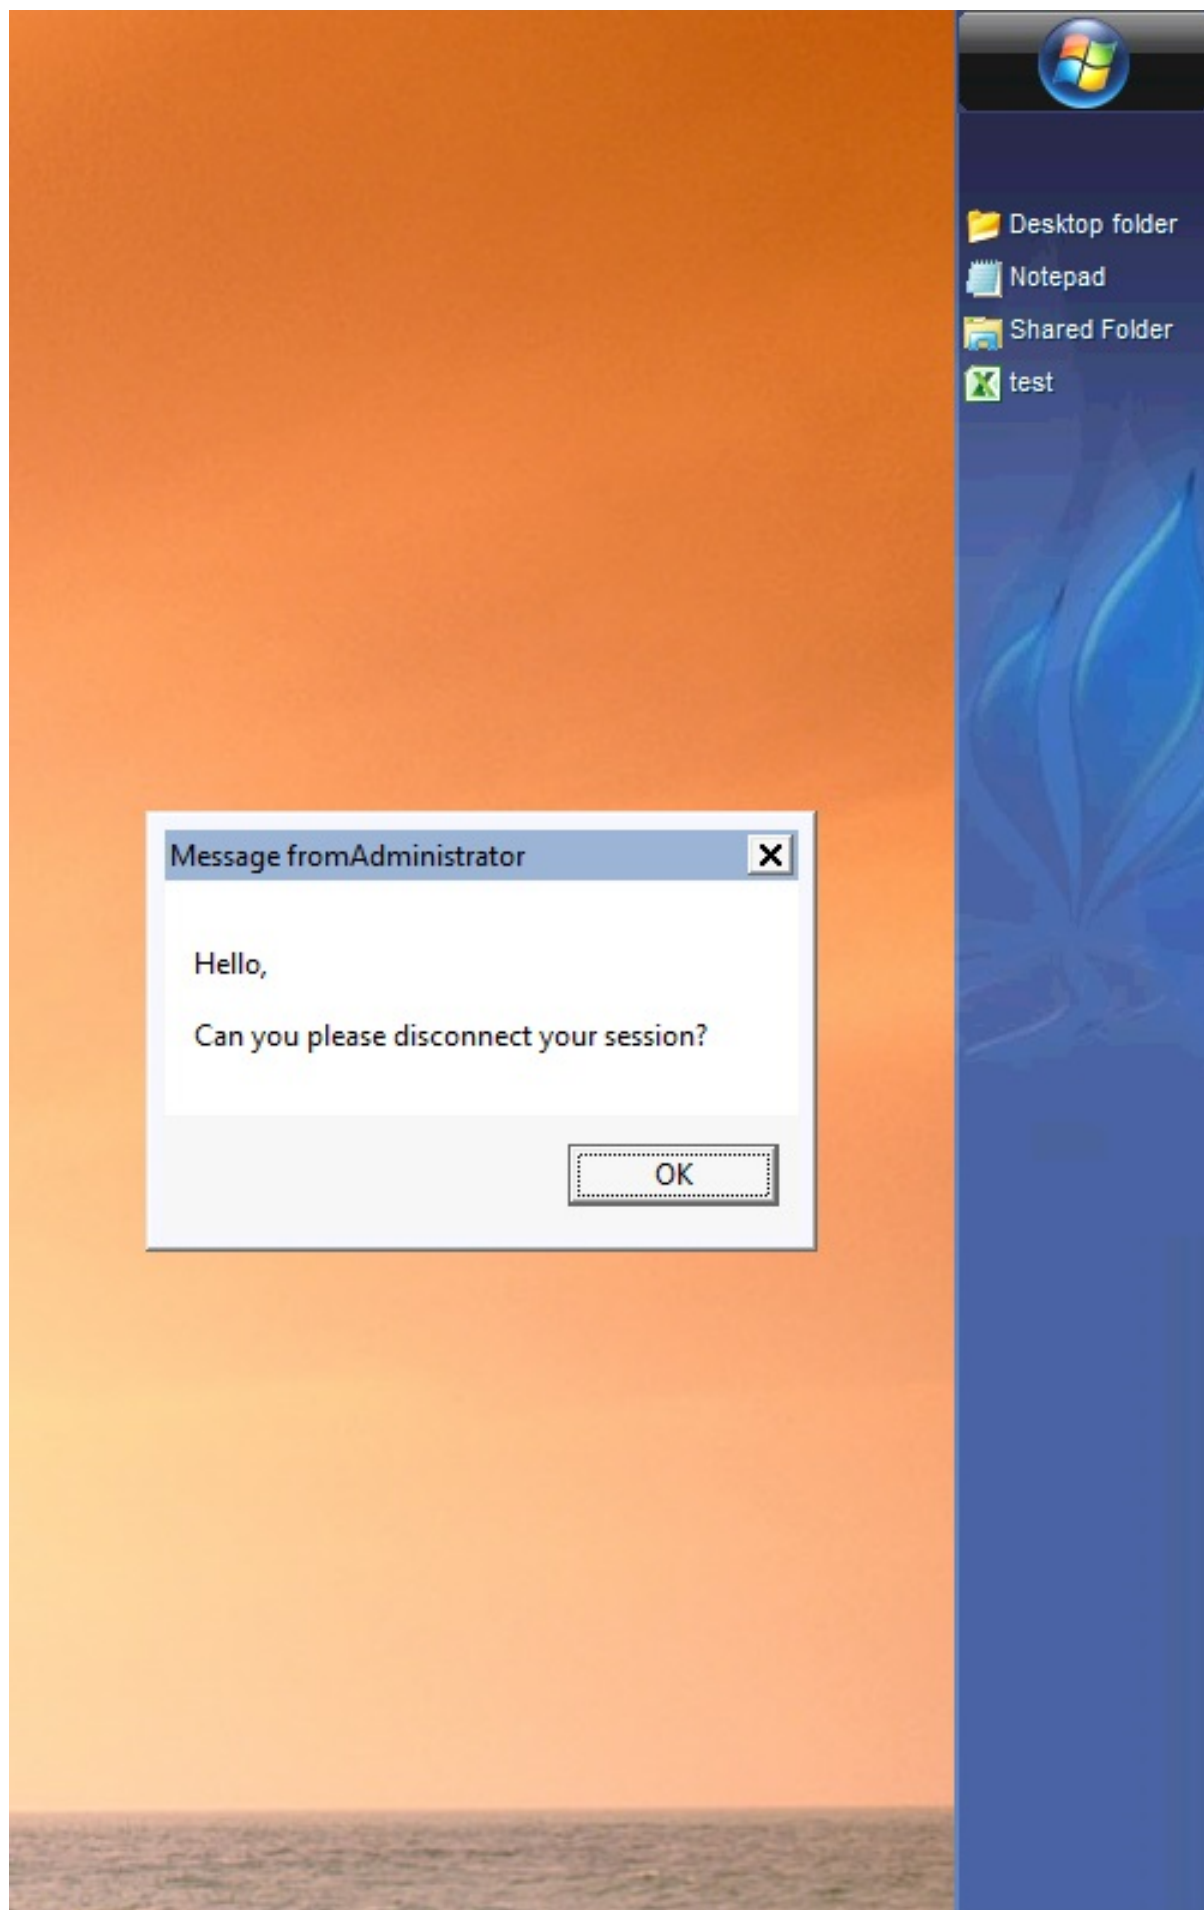 Desktop folder
Notepad
Shared Folder
test
Message fromAdministrator
Hello,
Can you please disconnect your session?
OK